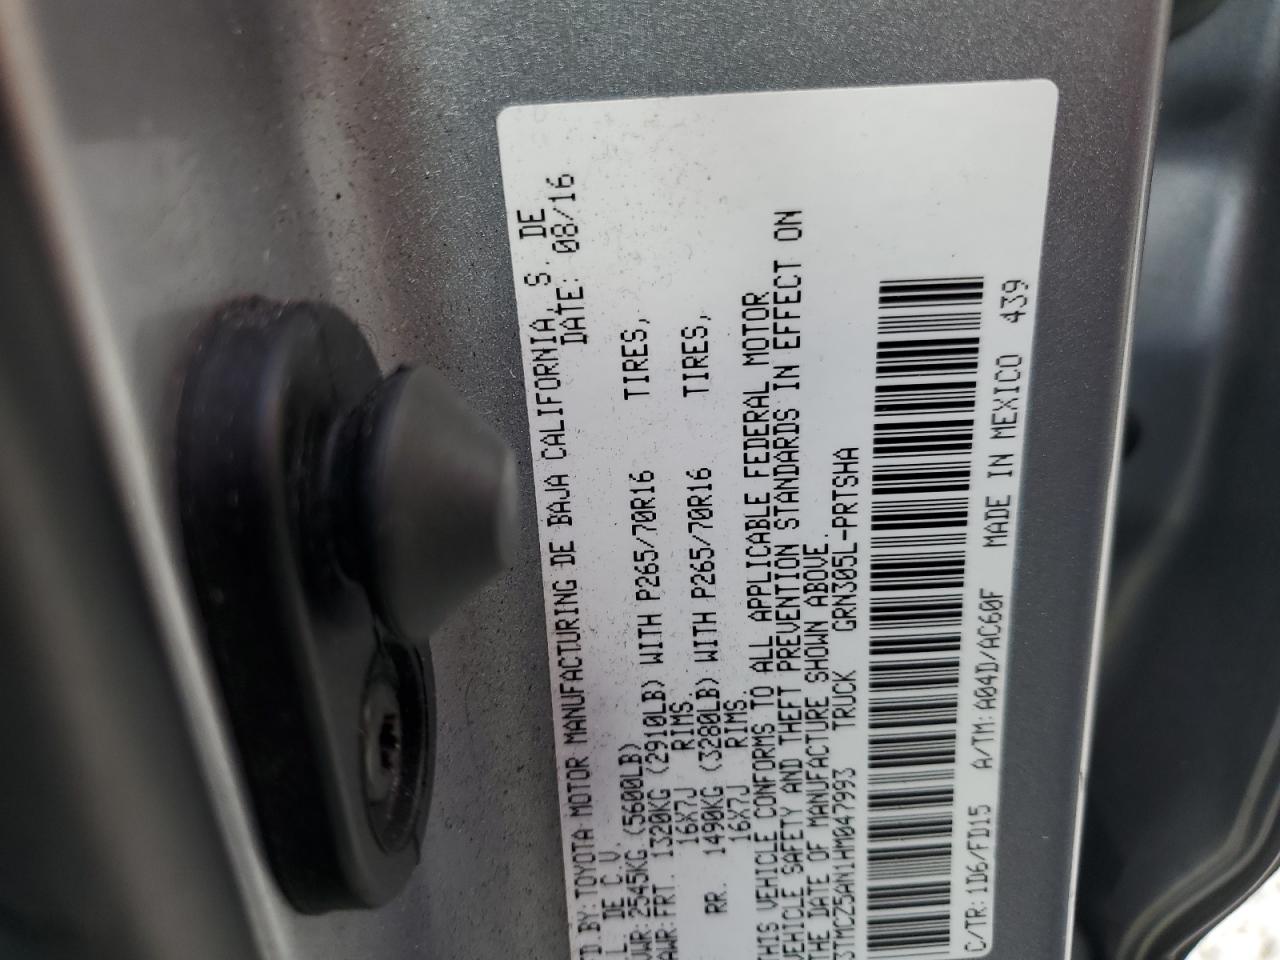 D BY: TOYOTA MOTOR MANUFACTURING DE BAJA CALIFORNIA, S. DE
L. DE C.V. DATE: 08/16
VWR: 2545KG (5600LB)
AWR: FRT. 1320KG (2910LB) WITH P265/70R16 TIRES,
16X7J RIMS.
RR. 1490KG (3280LB) WITH P265/70R16 TIRES,
16X7J RIMS.
THIS VEHICLE CONFORMS TO ALL APPLICABLE FEDERAL MOTOR
VEHICLE SAFETY AND THEFT PREVENTION STANDARDS IN EFFECT ON
THE DATE OF MANUFACTURE SHOWN ABOVE.
3TMCZ5AN1HM047993 TRUCK GRN305L-PRTSHA
C/TR: 1D6/FD15 A/TM: A04D/AC60F MADE IN MEXICO 439